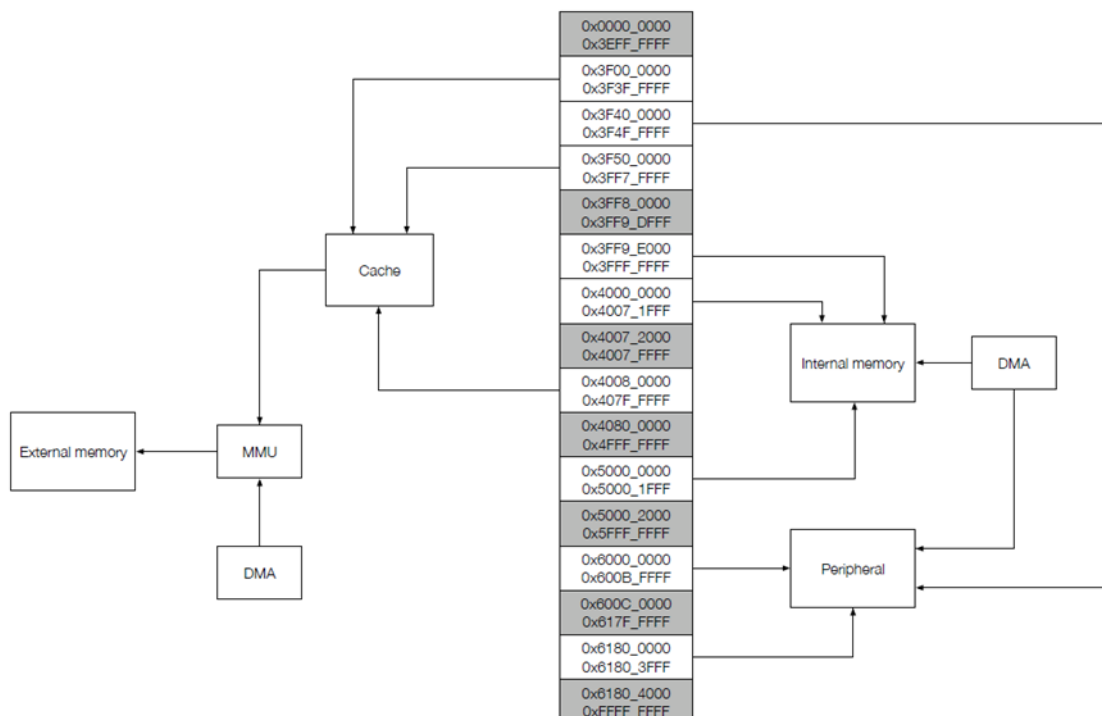 0x0000_0000
0x3EFF_FFFF
0x3F00_0000
0x3F3F_FFFF
0x3F40_0000
0x3F4F_FFFF
0x3F50_0000
0x3FF7_FFFF
0x3FF8_0000
0x3FF9_DFFF
Cache
0x3FF9_E000
0x3FFF_FFFF
0x4000_0000
0x4007_1FFF
0x4007_2000
0x4007_FFFF
Internal memory
DMA
0x4008_0000
0x407F_FFFF
0x4080_0000
0x4FFF_FFFF
External memory
MMU
0x5000_0000
0x5000_1FFF
0x5000_2000
0x5FFF_FFFF
DMA
0x6000_0000
0x600B_FFFF
Peripheral
0x600C_0000
0x617F_FFFF
0x6180_0000
0x6180_3FFF
0x6180_4000
0xFFFF_FFFF